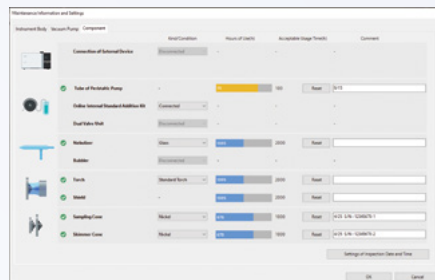 Maintenance Information and Settings
Instrument Body Vacuum Pump Component
Kind/Condition Hours of Use(h) Acceptable Usage Time(h) Comment
Connection of External Device Disconnected - - -
Tube of Peristaltic Pump - Reset
Online Internal Standard Addition Kit Connected - - -
Dual Valve Unit Disconnected - - -
Nebulizer Glass 2000 Reset
Bubbler Disconnected - - -
Torch Standard Torch 2000 Reset
Shield - 2000 Reset
Sampling Cone Nickel Reset
Skimmer Cone Nickel Reset
Settings of Inspection Date and Time
OK Cancel